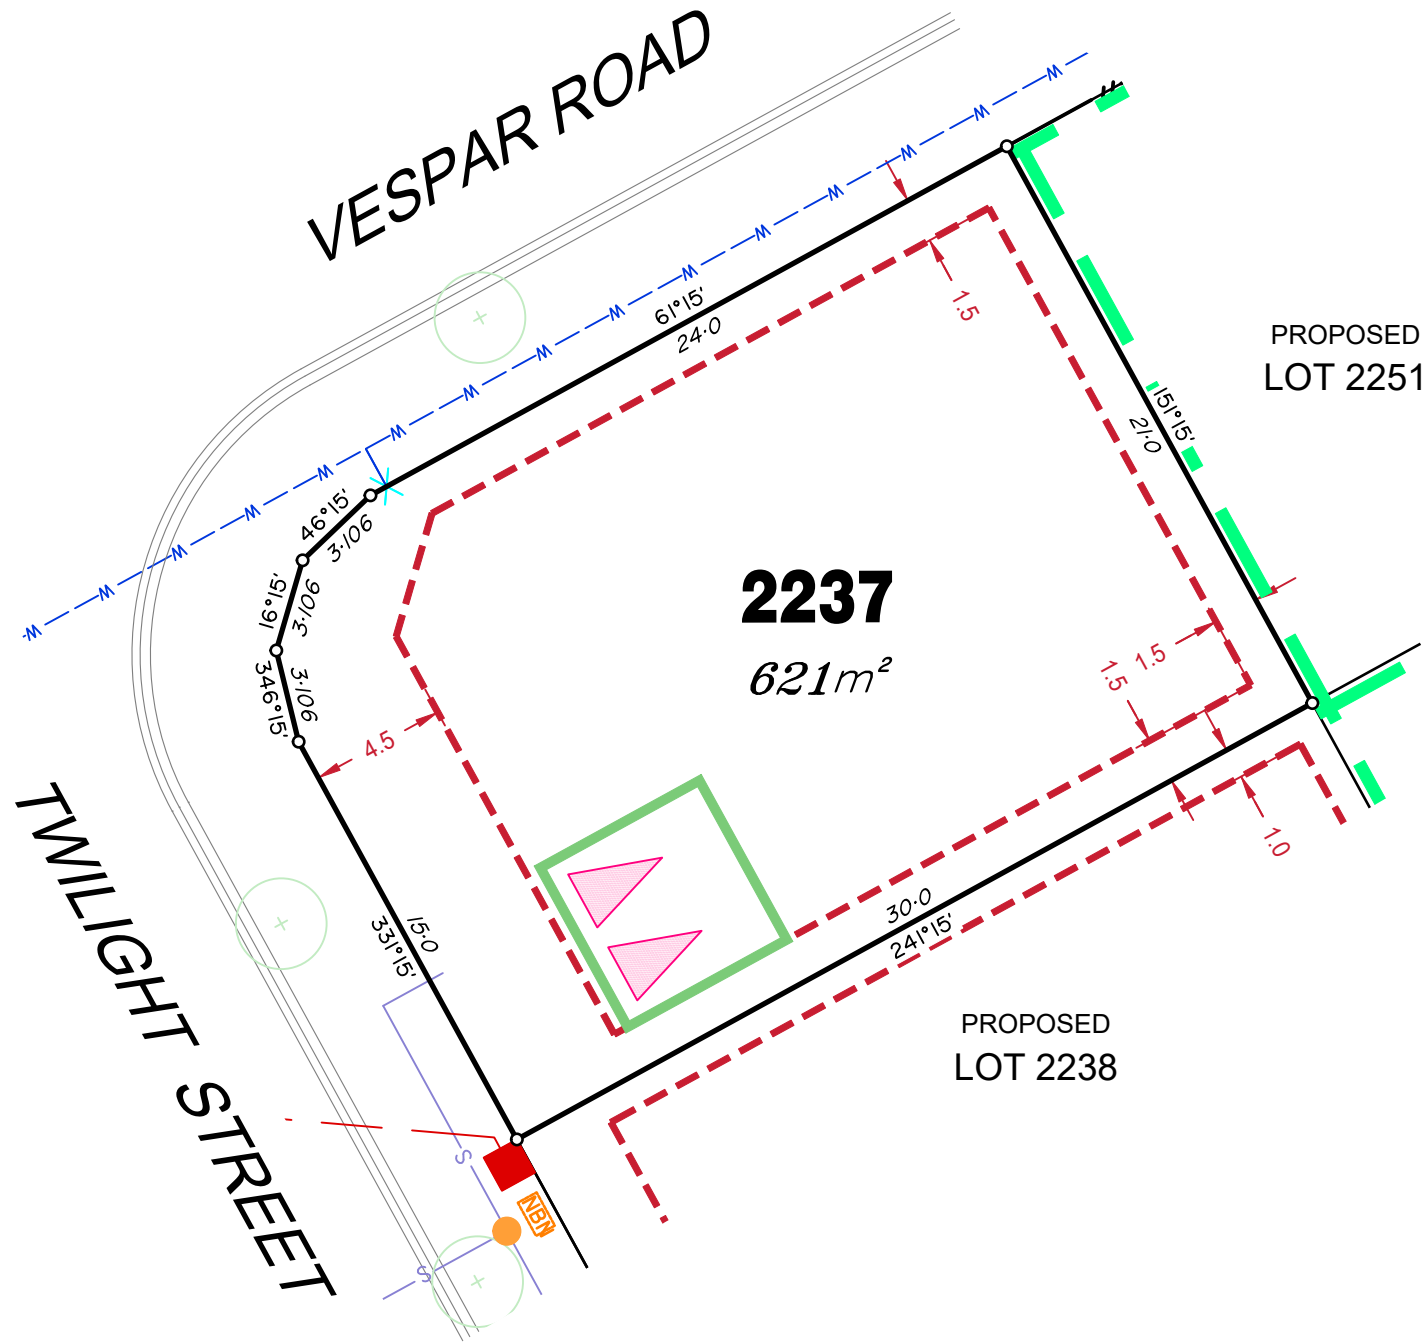 VESPAR ROAD
W W W W W W W W W W W W W W W
61°15'
24·0
1.5
PROPOSED
LOT 2251
151°15'
21·0
46°15'
3·106
16°15'
3·106
346°15'
3·106
2237
621m²
1.5
1.5
4.5
1.0
TWILIGHT STREET
15·0
331°15'
30·0
241°15'
PROPOSED
LOT 2238
S
NBN
S